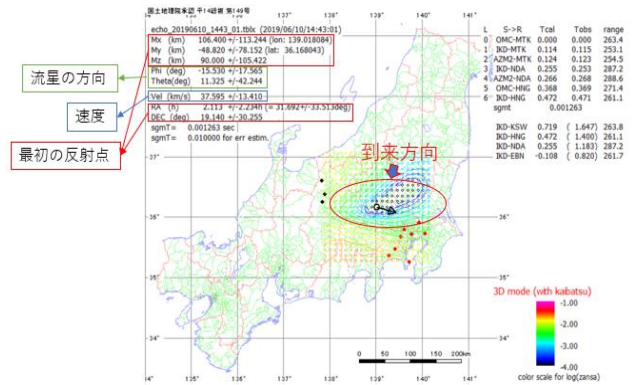 国土地理院承認 平14総複 第149号
echo_20190610_1443_01.tblx (2019/06/10/14:43:01)
Mx (km) 106.400 +/-113.244 (lon: 139.018084)
My (km) -48.820 +/-78.152 (lat: 36.168043)
Mz (km) 90.000 +/-105.422
Phi (deg) -15.530 +/-17.565
Theta(deg) 11.325 +/-42.244
Vel (km/s) 37.595 +/-13.410
RA (h) 2.113 +/-2.234h (= 31.692+/-33.513deg)
DEC (deg) 19.140 +/-30.255
sgmT= 0.001263 sec
sgmT= 0.010000 for err estim.
流星の方向
速度
最初の反射点
到来方向
L S->R Tcal Tobs range
0 OMC-MTK 0.000 0.000 263.4
1 IKD-MTK 0.114 0.115 253.1
2 AZM2-MTK 0.124 0.123 254.5
3 IKD-NDA 0.255 0.253 287.2
4 AZM2-NDA 0.266 0.268 288.6
5 OMC-HNG 0.368 0.369 271.4
6 IKD-HNG 0.472 0.471 261.1
sgmt 0.001263
IKD-KSW 0.719 ( 1.647) 263.8
IKD-HNG 0.472 ( 1.400) 261.1
IKD-NDA 0.255 ( 1.183) 287.2
IKD-EBN -0.108 ( 0.820) 261.7
37°
36° 36°
35° 35°
34° 34°
3D mode (with kaibatsu)
-1.00
-2.00
-3.00
-4.00
color scale for log(zansa)
0 50 100 150 200km
135° 136° 137° 138° 139° 140° 141°